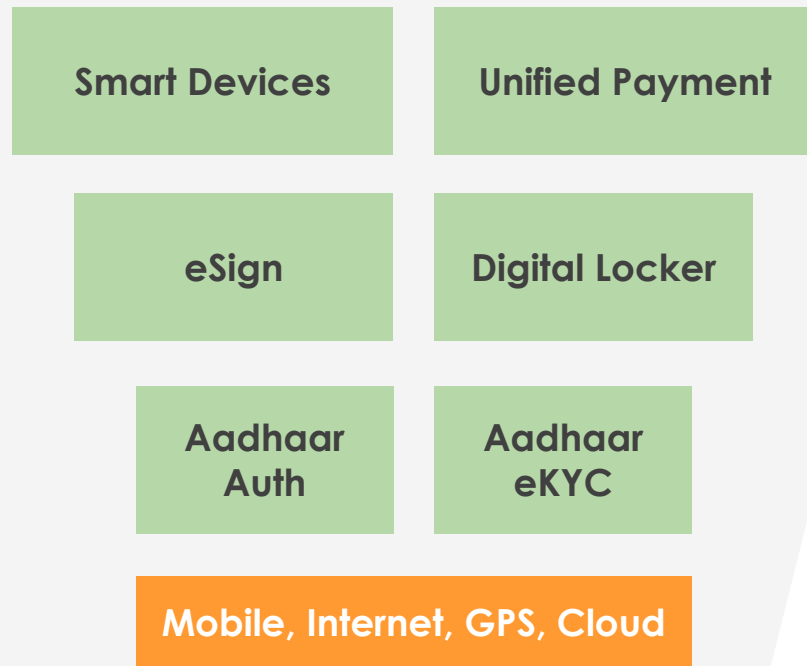 Smart Devices
Unified Payment
eSign
Digital Locker
Aadhaar
Auth
Aadhaar
eKYC
Mobile, Internet, GPS, Cloud